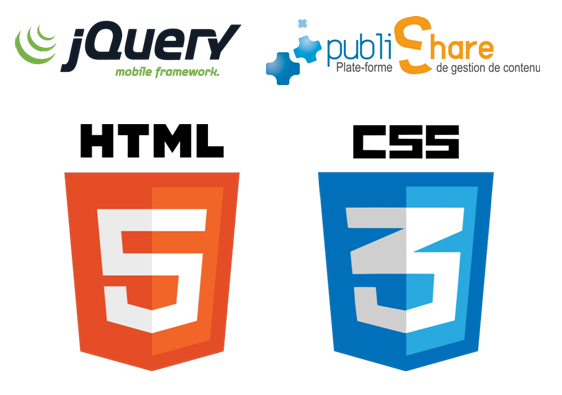 jQuery
mobile framework.
publiShare
Plate-forme de gestion de contenu
HTML
CSS
5
3